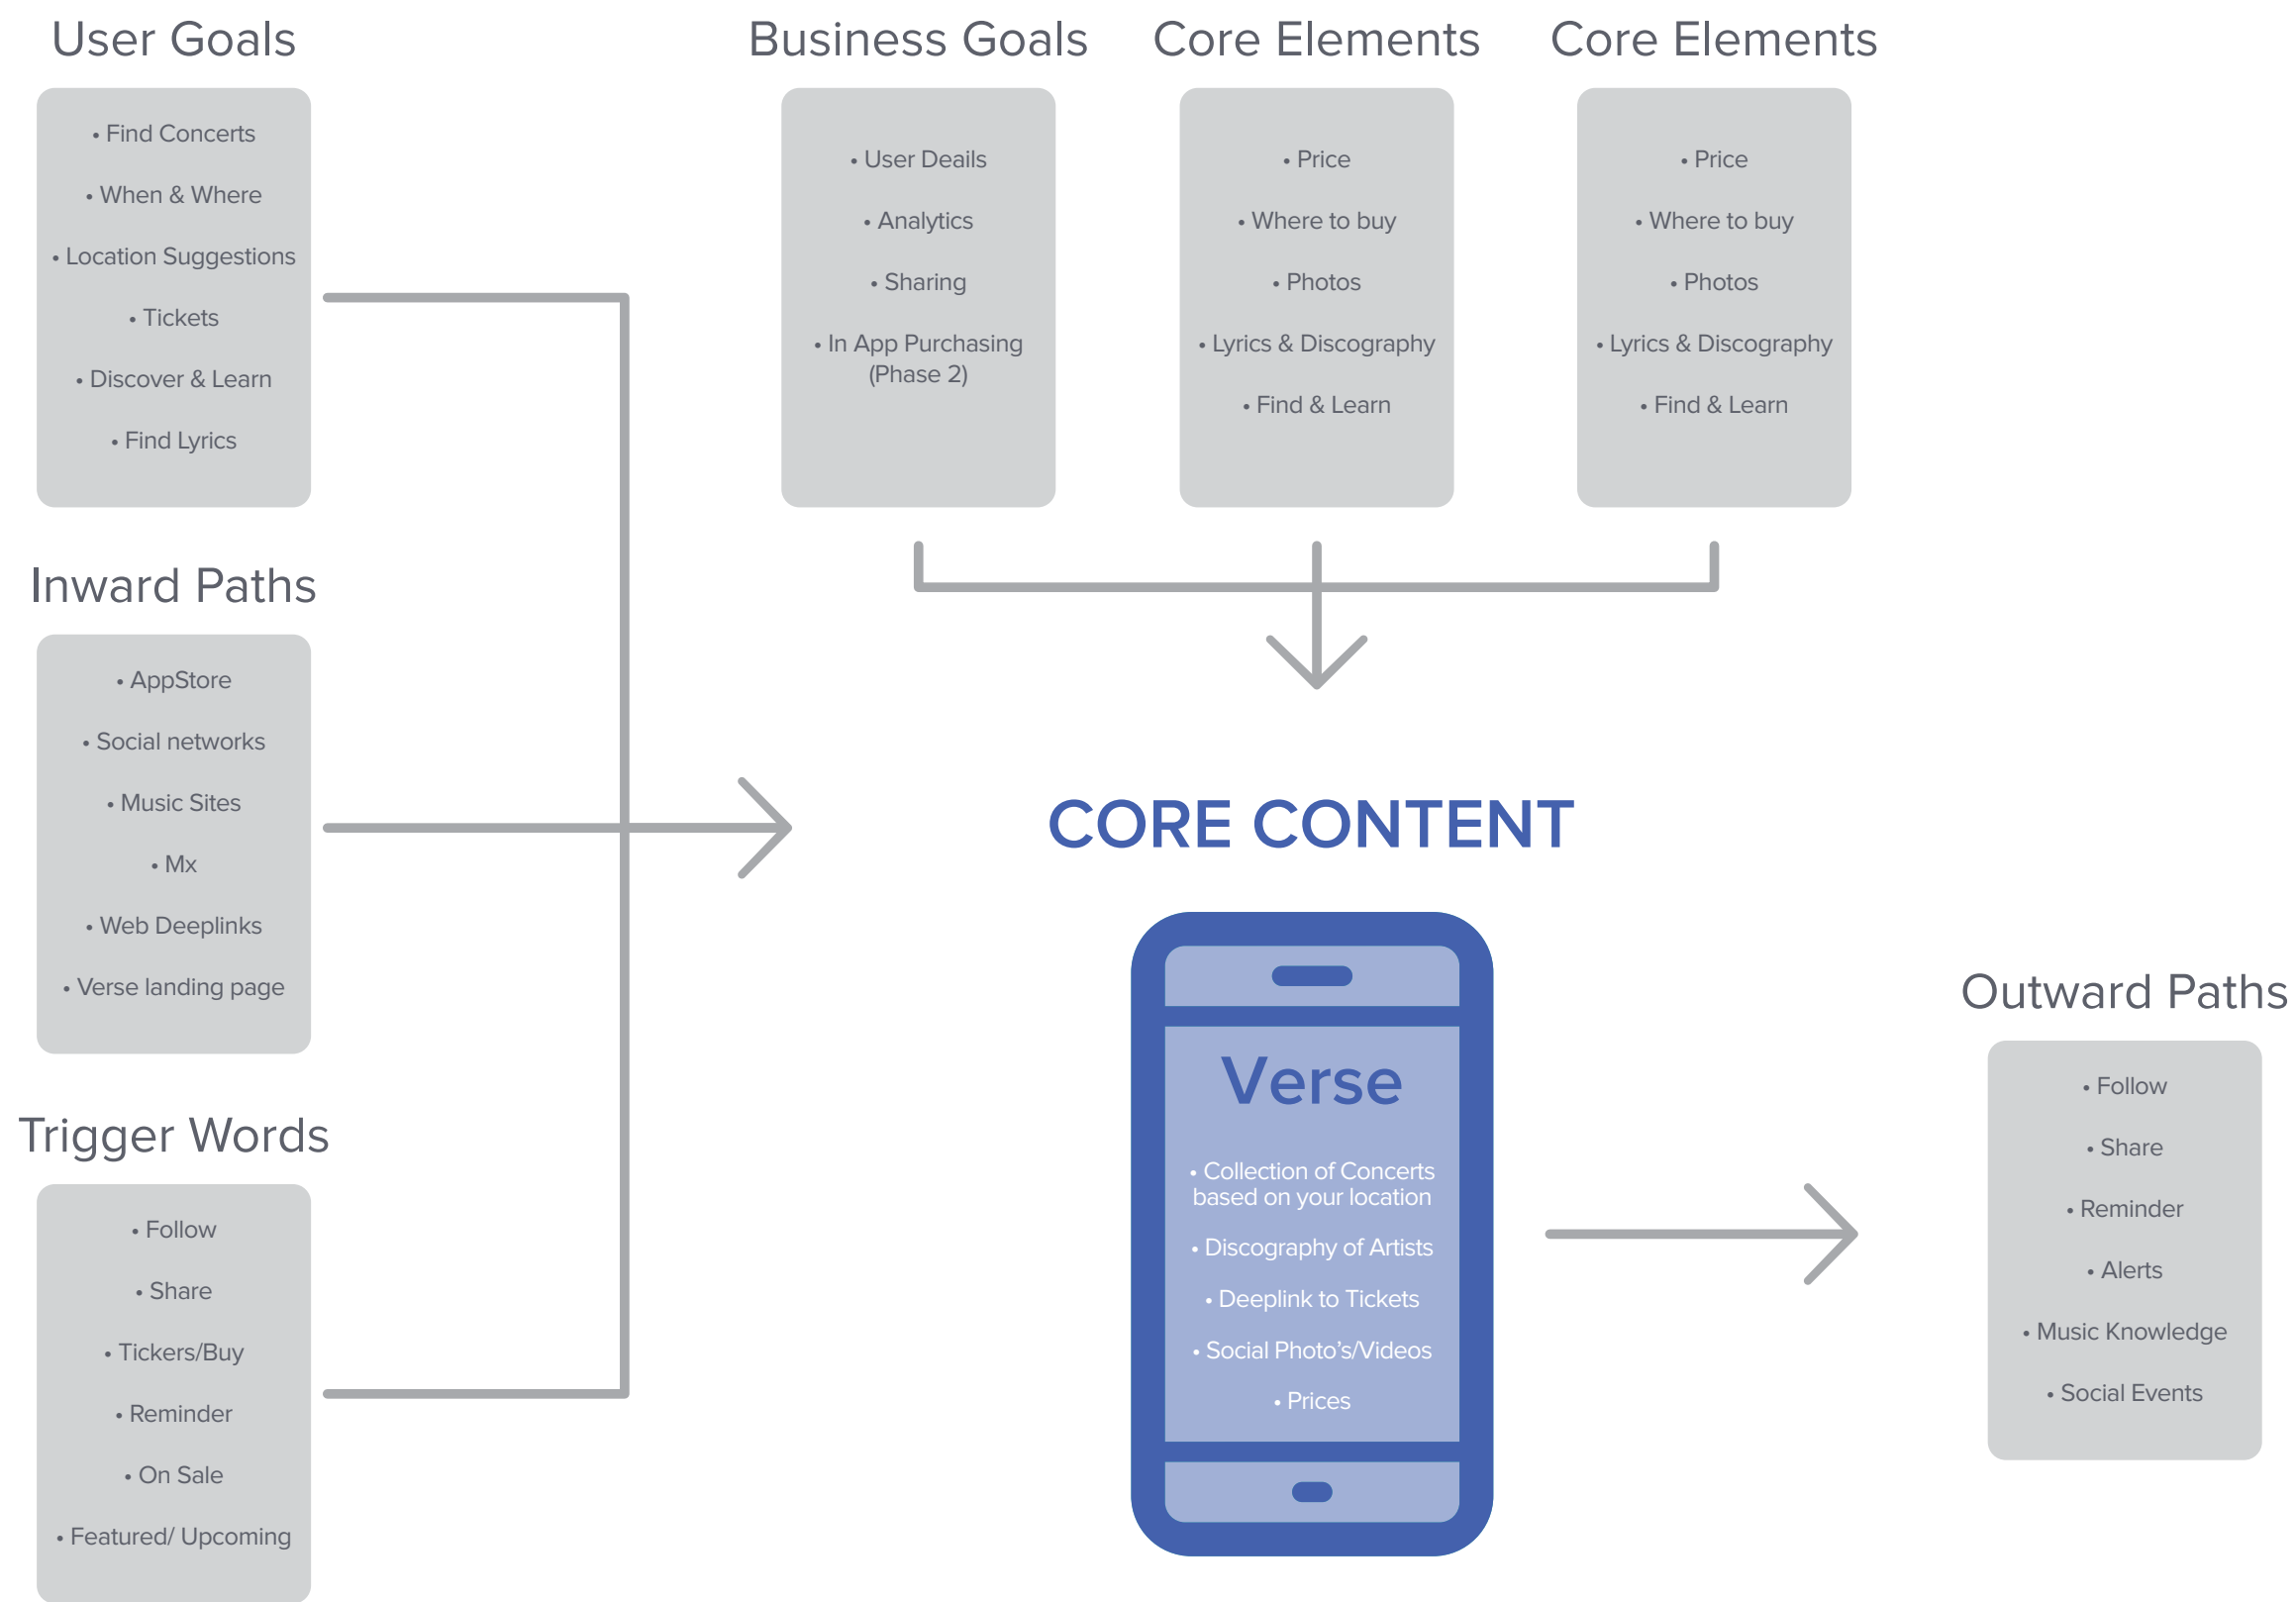 User Goals
• Find Concerts
• When & Where
• Location Suggestions
• Tickets
• Discover & Learn
• Find Lyrics
Inward Paths
• AppStore
• Social networks
• Music Sites
• Mx
• Web Deeplinks
• Verse landing page
Trigger Words
• Follow
• Share
• Tickers/Buy
• Reminder
• On Sale
• Featured/ Upcoming
Business Goals
• User Deails
• Analytics
• Sharing
• In App Purchasing
(Phase 2)
Core Elements
• Price
• Where to buy
• Photos
• Lyrics & Discography
• Find & Learn
Core Elements
• Price
• Where to buy
• Photos
• Lyrics & Discography
• Find & Learn
CORE CONTENT
Verse
• Collection of Concerts
based on your location
• Discography of Artists
• Deeplink to Tickets
• Social Photo’s/Videos
• Prices
Outward Paths
• Follow
• Share
• Reminder
• Alerts
• Music Knowledge
• Social Events